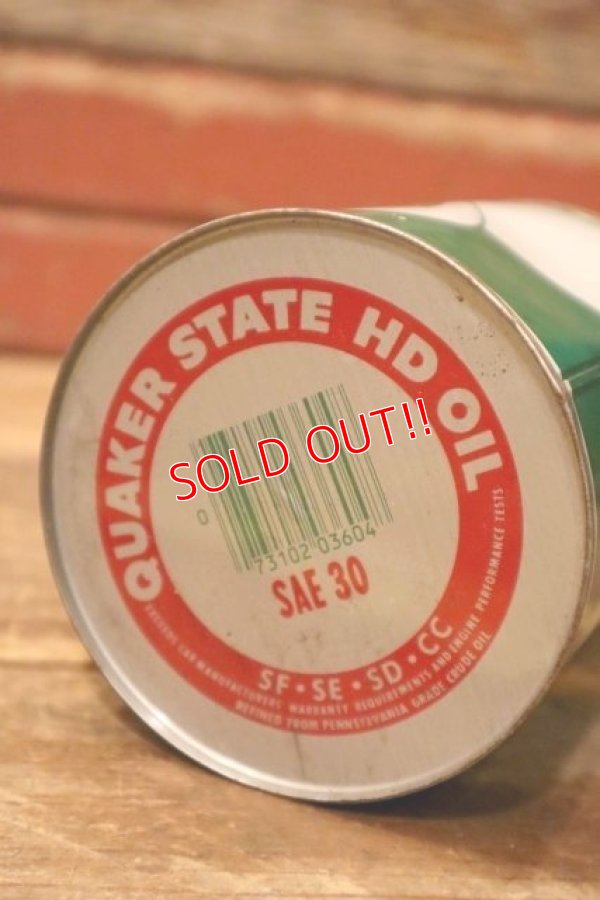 QUAKER STATE HD OIL
SOLD OUT!!
0 73102 03604
SAE 30
SF • SE • SD • CC
EXCEEDS CAR MANUFACTURERS WARRANTY REQUIREMENTS AND ENGINE PERFORMANCE TESTS
REFINED FROM PENNSYLVANIA GRADE CRUDE OIL